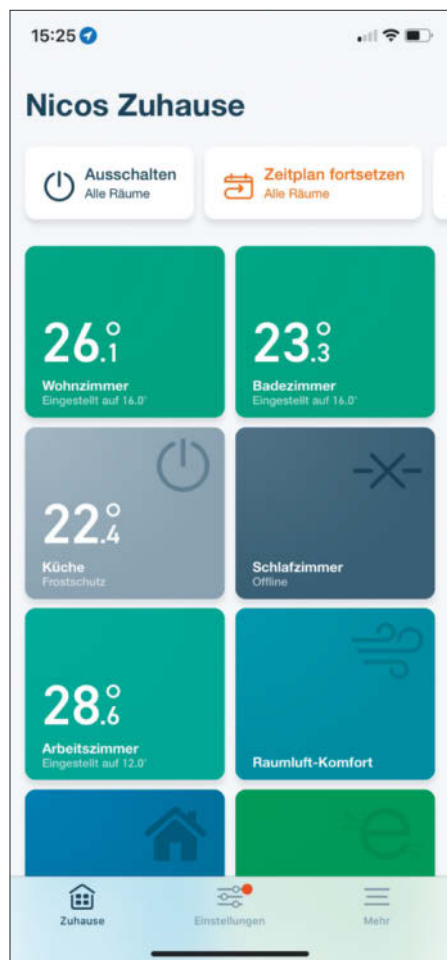 15:25
Nicos Zuhause
Ausschalten
Alle Räume
Zeitplan fortsetzen
Alle Räume
26.1°
Wohnzimmer
Eingestellt auf 16.0°
23.3°
Badezimmer
Eingestellt auf 16.0°
22.4°
Küche
Frostschutz
Schlafzimmer
Offline
28.6°
Arbeitszimmer
Eingestellt auf 12.0°
Raumluft-Komfort
Zuhause
Einstellungen
Mehr